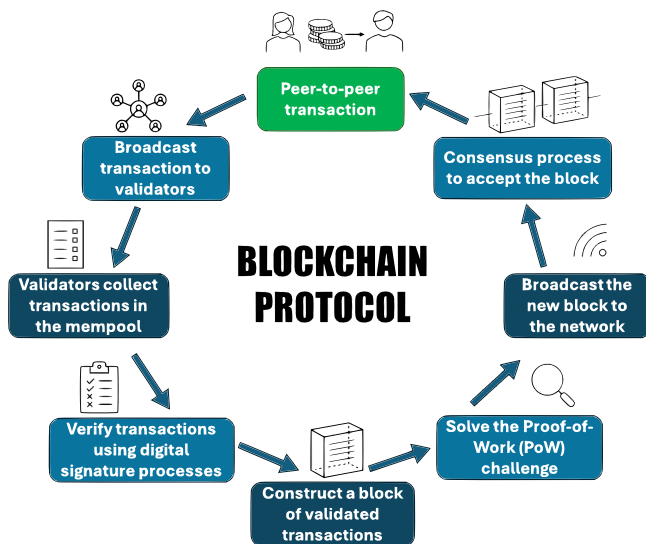 Peer-to-peer
transaction
Broadcast
transaction to
validators
Validators collect
transactions in
the mempool
Verify transactions
using digital
signature processes
Construct a block
of validated
transactions
Solve the Proof-of-
Work (PoW)
challenge
Broadcast the
new block to
the network
Consensus process
to accept the block
BLOCKCHAIN
PROTOCOL